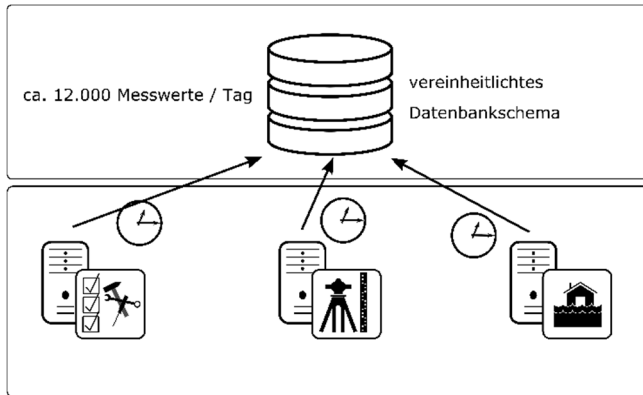 ca. 12.000 Messwerte / Tag
vereinheitlichtes
Datenbankschema